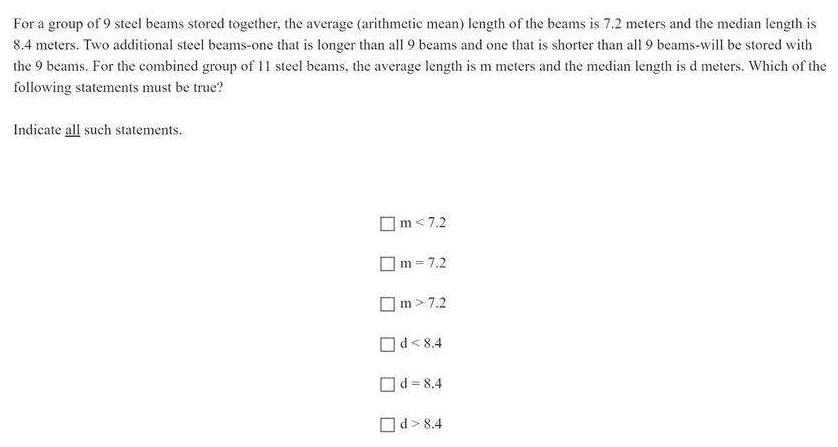 For a group of 9 steel beams stored together, the average (arithmetic mean) length of the beams is 7.2 meters and the median length is
8.4 meters. Two additional steel beams-one that is longer than all 9 beams and one that is shorter than all 9 beams-will be stored with
the 9 beams. For the combined group of 11 steel beams, the average length is m meters and the median length is d meters. Which of the
following statements must be true?
Indicate all such statements.
m < 7.2
m = 7.2
m > 7.2
d < 8.4
d = 8.4
d > 8.4